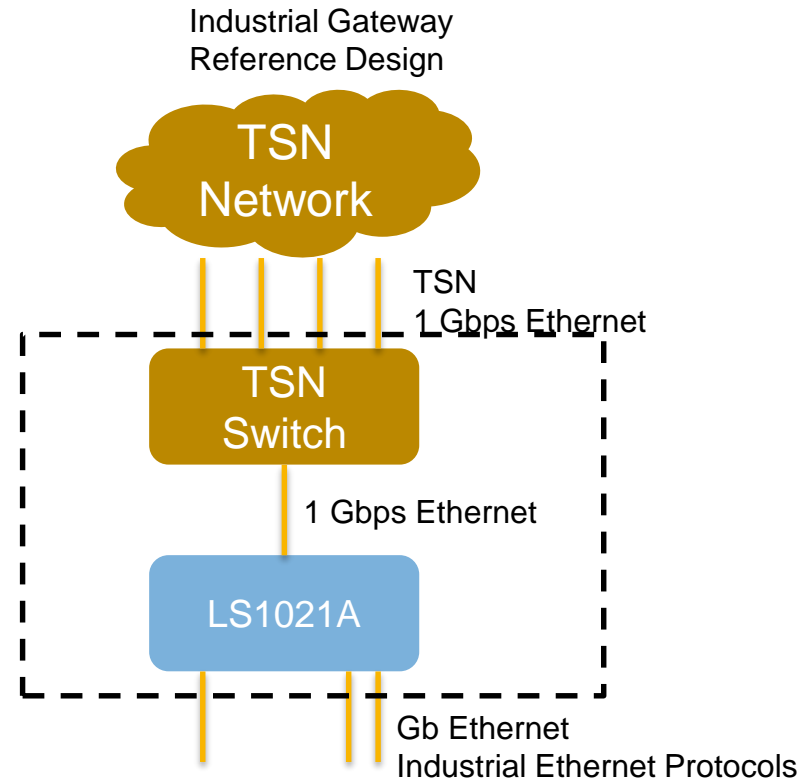 Industrial Gateway
Reference Design
TSN
Network
TSN
1 Gbps Ethernet
TSN
Switch
1 Gbps Ethernet
LS1021A
Gb Ethernet
Industrial Ethernet Protocols